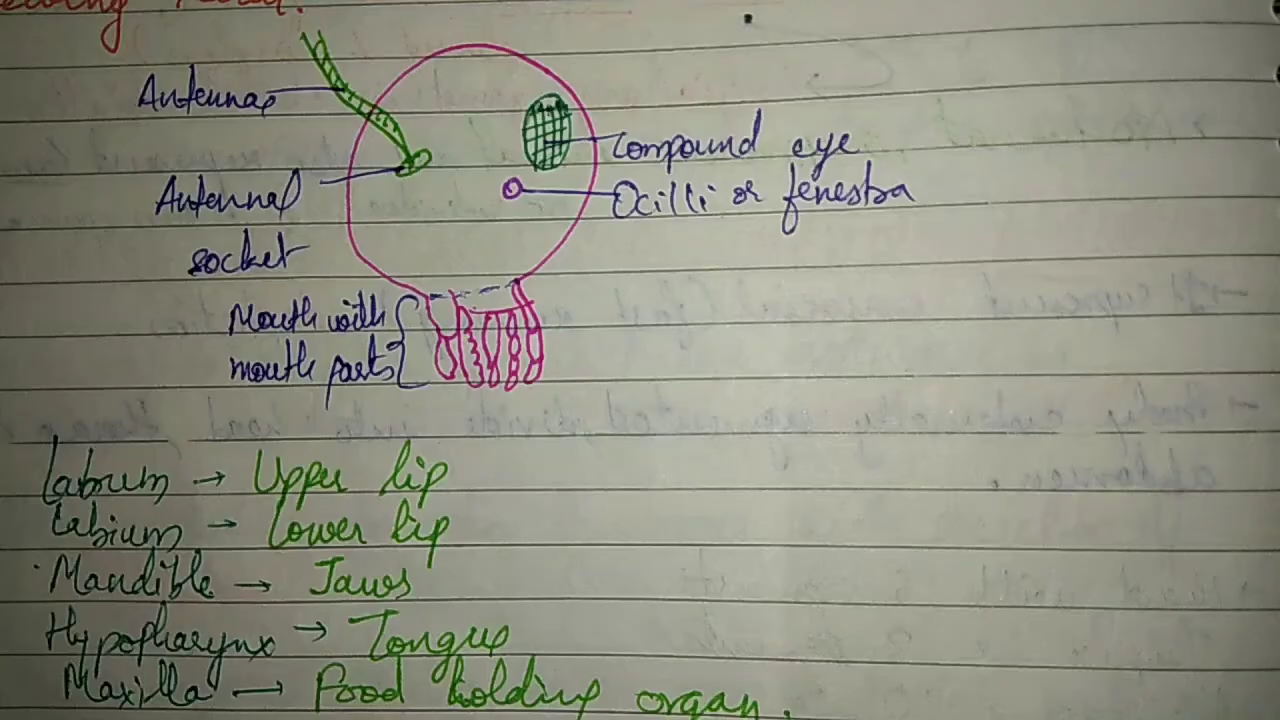 Antennae
Compound eye
Antennal
socket
Ocilli or fenestra
Mouth with
mouth parts
Labrum → Upper lip
Labium → Lower lip
Mandible → Jaws
Hypopharynx → Tongue
Maxilla → Food holding organ.